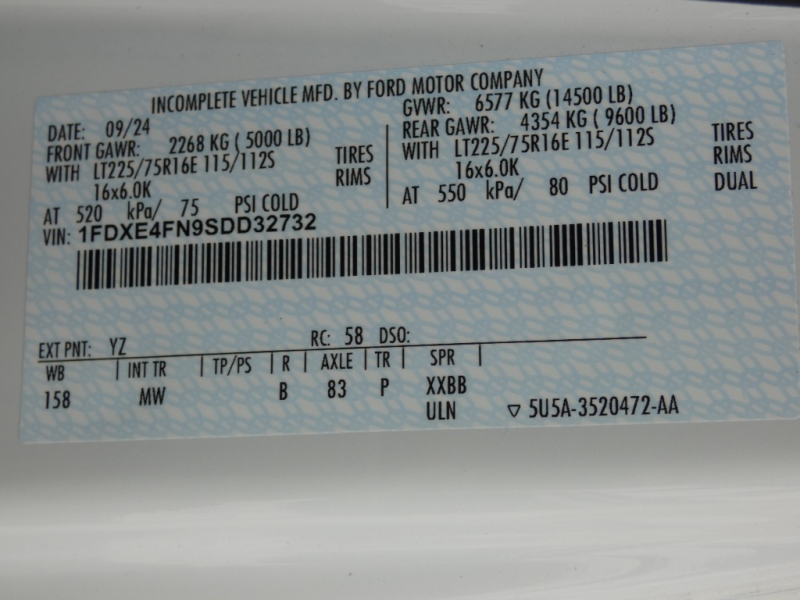 INCOMPLETE VEHICLE MFD. BY FORD MOTOR COMPANY
DATE: 09/24
FRONT GAWR: 2268 KG ( 5000 LB)
WITH LT225/75R16E 115/112S TIRES
16x6.0K RIMS
AT 520 kPa/ 75 PSI COLD
GVWR: 6577 KG (14500 LB)
REAR GAWR: 4354 KG ( 9600 LB)
WITH LT225/75R16E 115/112S TIRES
16x6.0K RIMS
AT 550 kPa/ 80 PSI COLD DUAL
VIN: 1FDXE4FN9SDD32732
EXT PNT: YZ RC: 58 DSO:
WB | INT TR | TP/PS | R | AXLE | TR | SPR |
158 MW B 83 P XXBB
ULN ▽ 5U5A-3520472-AA